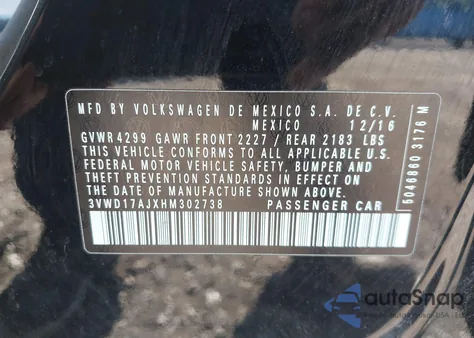 MFD BY VOLKSWAGEN DE MEXICO S.A. DE C.V.
MEXICO 12/16
GVWR 4299 GAWR FRONT 2227 / REAR 2183 LBS
THIS VEHICLE CONFORMS TO ALL APPLICABLE U.S.
FEDERAL MOTOR VEHICLE SAFETY, BUMPER AND
THEFT PREVENTION STANDARDS IN EFFECT ON
THE DATE OF MANUFACTURE SHOWN ABOVE.
3VWD17AJXHM302738 PASSENGER CAR
5046860 3176 M
autoSnap